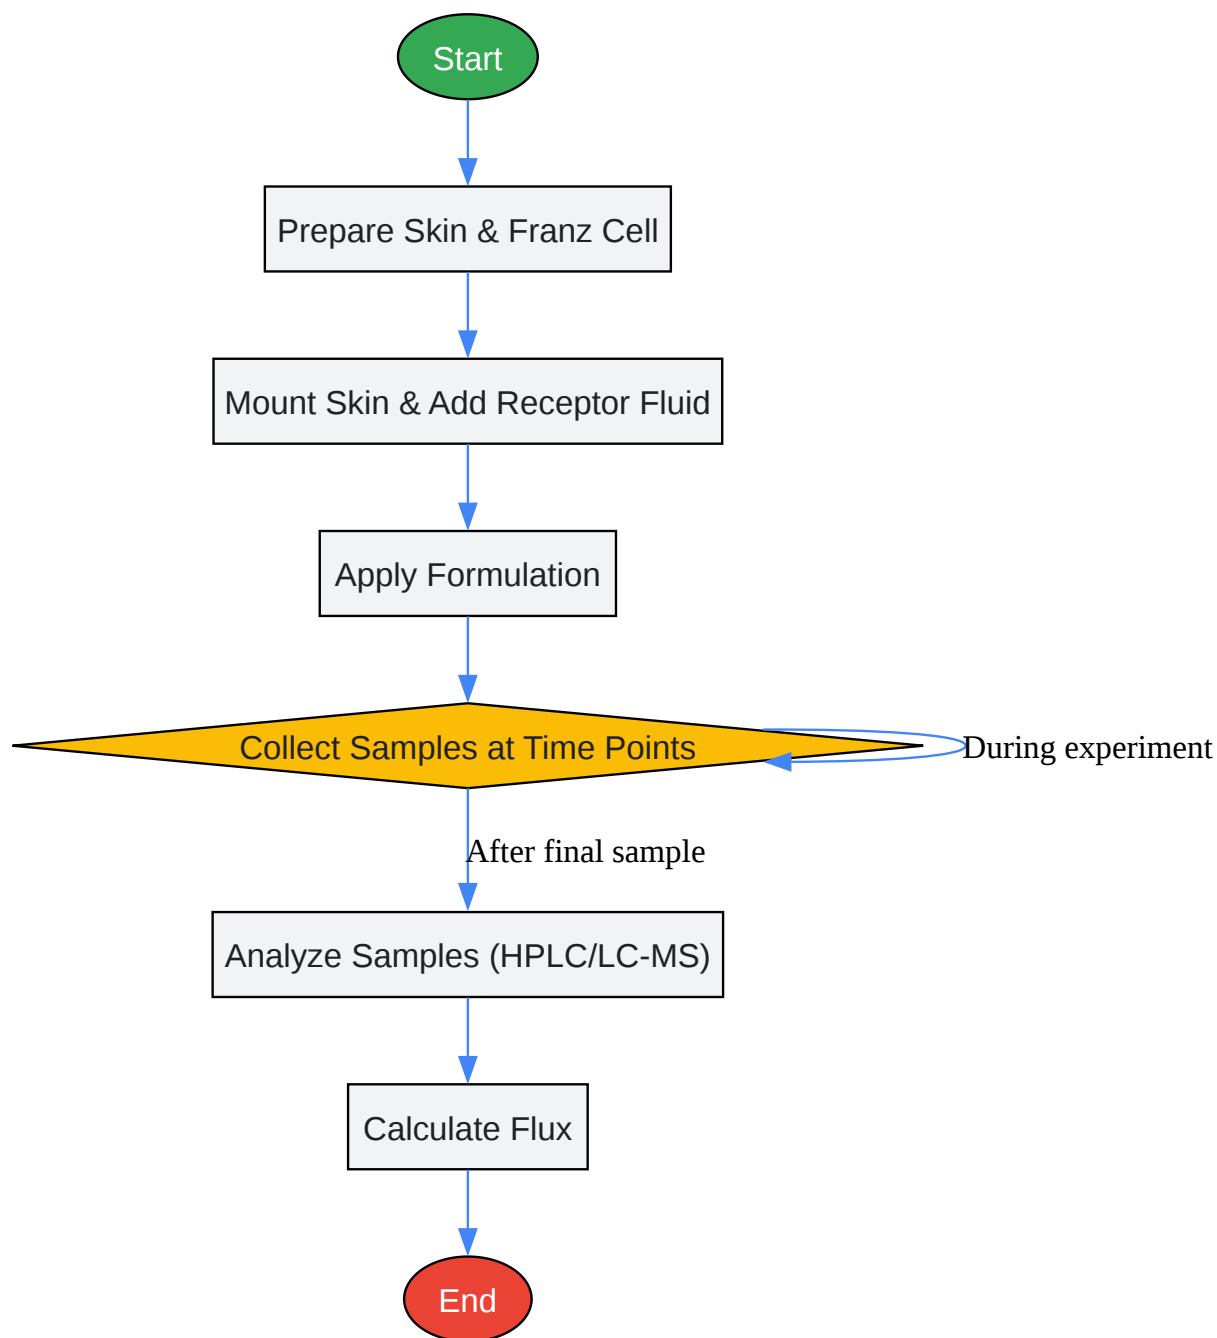 Start
Prepare Skin & Franz Cell
Mount Skin & Add Receptor Fluid
Apply Formulation
Collect Samples at Time Points
During experiment
After final sample
Analyze Samples (HPLC/LC-MS)
Calculate Flux
End